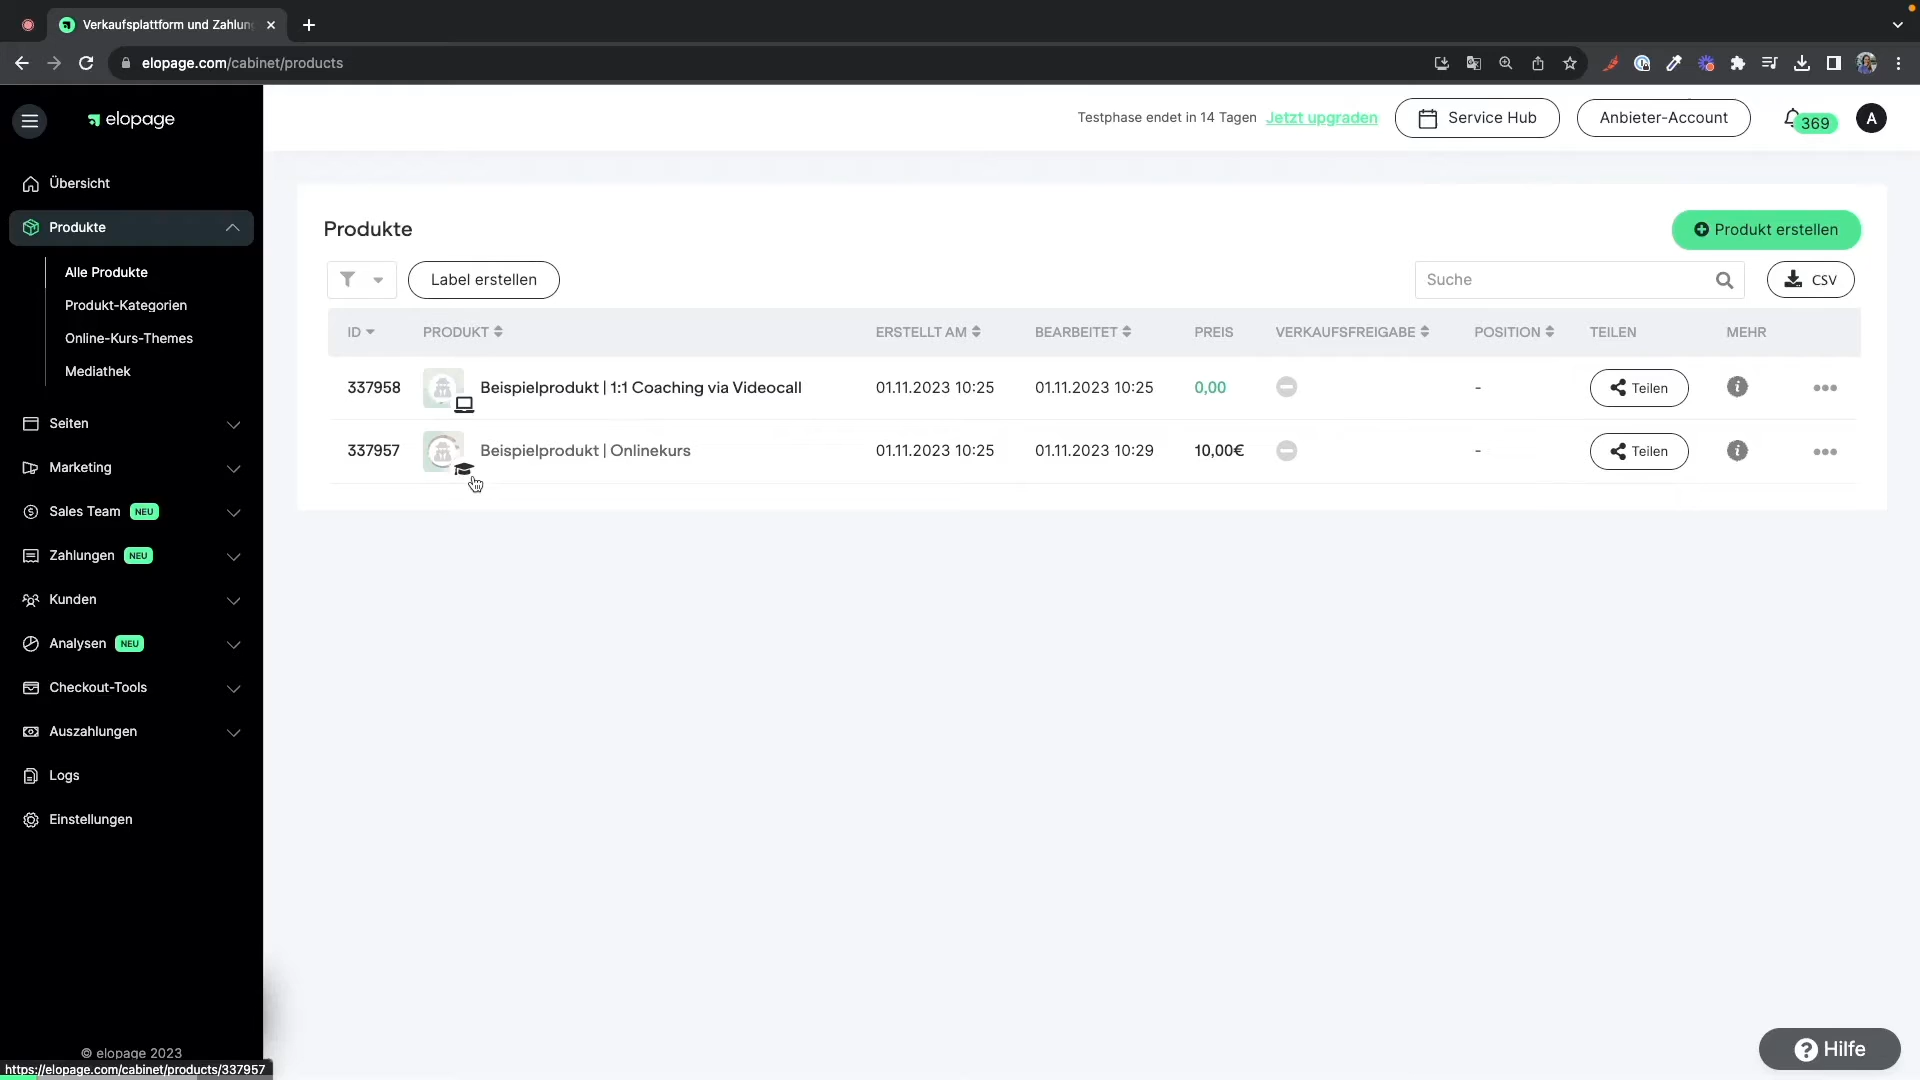 Verkaufsplattform und Zahlun
elopage.com/cabinet/products
elopage
Testphase endet in 14 Tagen Jetzt upgraden Service Hub Anbieter-Account 369 A
Übersicht
Produkte
Alle Produkte
Produkt-Kategorien
Online-Kurs-Themes
Mediathek
Seiten
Marketing
Sales Team NEU
Zahlungen NEU
Kunden
Analysen NEU
Checkout-Tools
Auszahlungen
Logs
Einstellungen
© elopage 2023
https://elopage.com/cabinet/products/337957
Produkte
Produkt erstellen
Label erstellen
Suche
CSV
ID PRODUKT ERSTELLT AM BEARBEITET PREIS VERKAUFSFREIGABE POSITION TEILEN MEHR
337958 Beispielprodukt | 1:1 Coaching via Videocall 01.11.2023 10:25 01.11.2023 10:25 0,00 - Teilen
337957 Beispielprodukt | Onlinekurs 01.11.2023 10:25 01.11.2023 10:29 10,00€ - Teilen
Hilfe